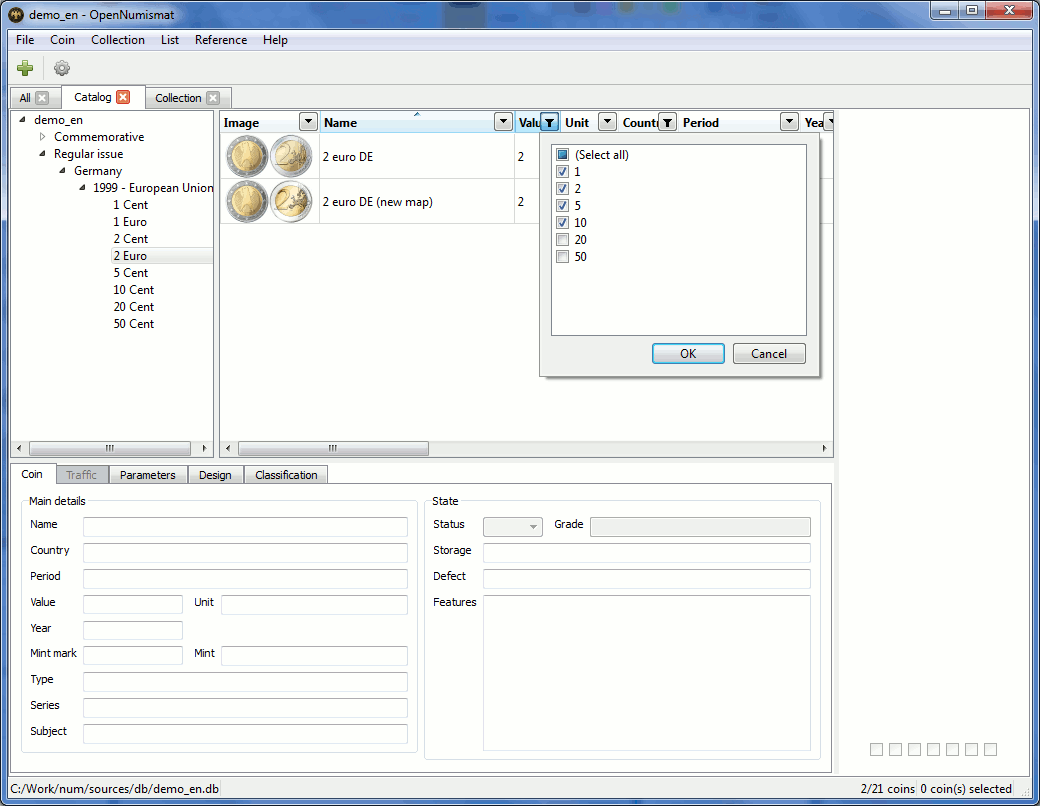 demo_en - OpenNumismat
File Coin Collection List Reference Help
All Catalog Collection
demo_en
Commemorative
Regular issue
Germany
1999 - European Union
1 Cent
1 Euro
2 Cent
2 Euro
5 Cent
10 Cent
20 Cent
50 Cent
Image Name Valu Unit Countr Period Yea
2 euro DE 2
2 euro DE (new map) 2
(Select all)
1
2
5
10
20
50
OK Cancel
Coin Traffic Parameters Design Classification
Main details
Name
Country
Period
Value Unit
Year
Mint mark Mint
Type
Series
Subject
State
Status Grade
Storage
Defect
Features
C:/Work/num/sources/db/demo_en.db 2/21 coins 0 coin(s) selected